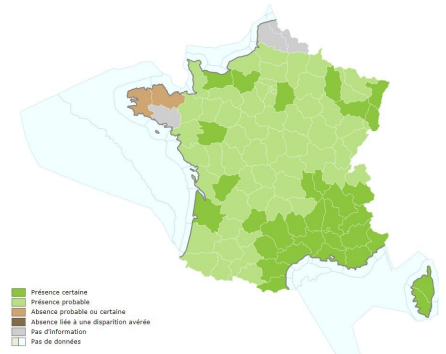 Présence certaine
Présence probable
Absence probable ou certaine
Absence liée à une disparition avérée
Pas d'information
Pas de données